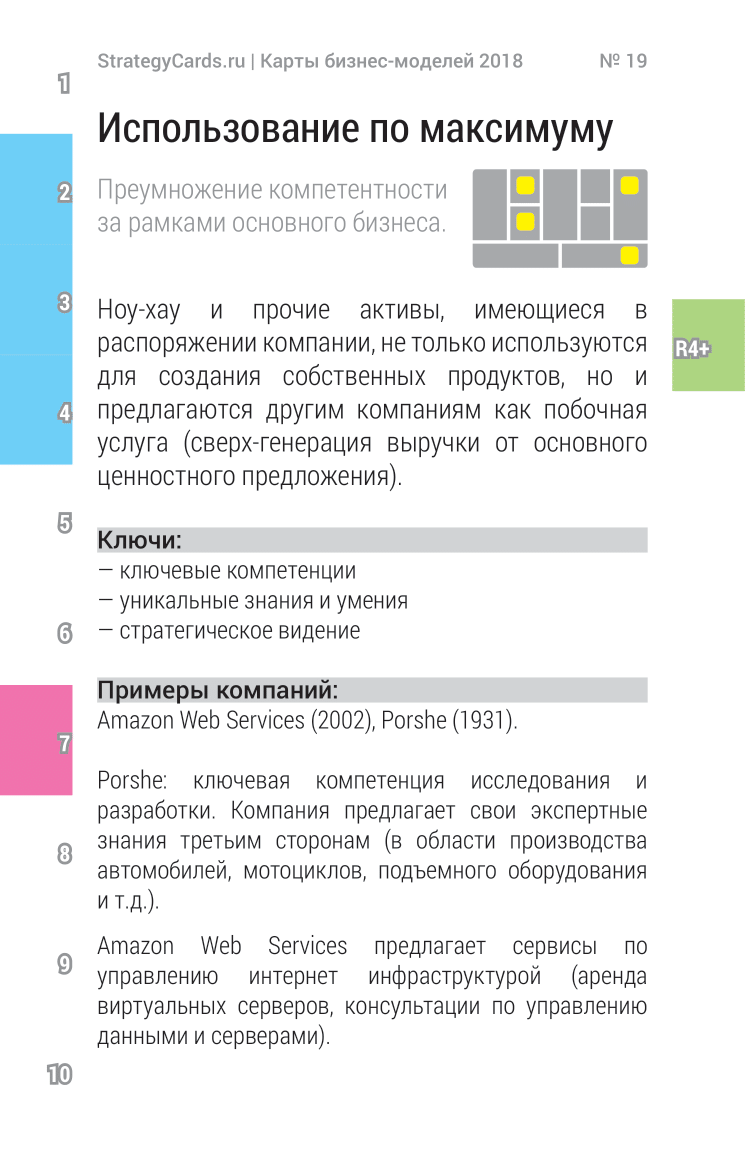 StrategyCards.ru | Карты бизнес-моделей 2018 № 19
1
Использование по максимуму
2
Преумножение компетентности
за рамками основного бизнеса.
3
Ноу-хау и прочие активы, имеющиеся в
распоряжении компании, не только используются
R4+
для создания собственных продуктов, но и
4
предлагаются другим компаниям как побочная
услуга (сверх-генерация выручки от основного
ценностного предложения).
5
Ключи:
— ключевые компетенции
— уникальные знания и умения
6
— стратегическое видение
Примеры компаний:
Amazon Web Services (2002), Porshe (1931).
7
Porshe: ключевая компетенция исследования и
разработки. Компания предлагает свои экспертные
знания третьим сторонам (в области производства
8
автомобилей, мотоциклов, подъемного оборудования
и т.д.).
Amazon Web Services предлагает сервисы по
9
управлению интернет инфраструктурой (аренда
виртуальных серверов, консультации по управлению
данными и серверами).
10